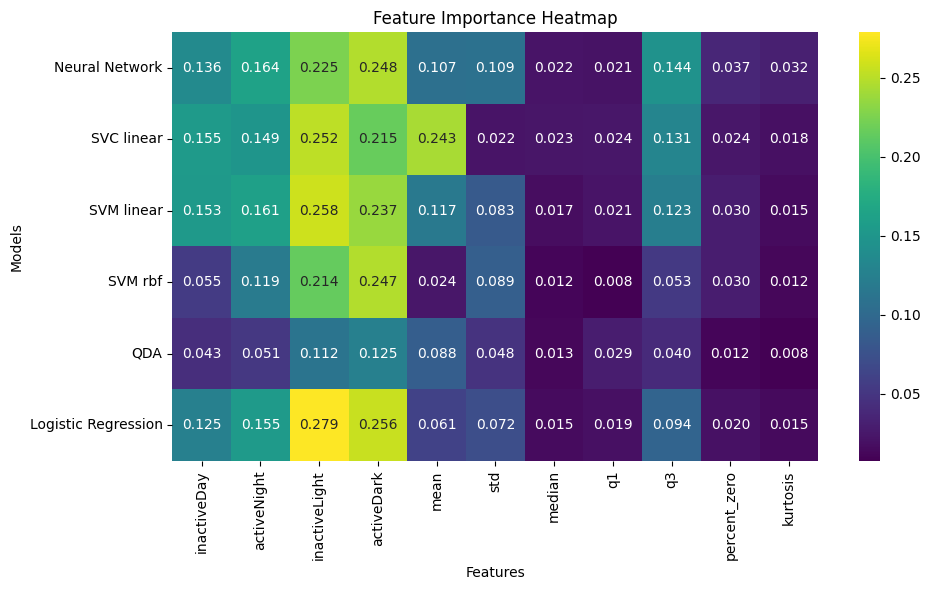 Feature Importance Heatmap
Neural Network 0.136 0.164 0.225 0.248 0.107 0.109 0.022 0.021 0.144 0.037 0.032
SVC linear 0.155 0.149 0.252 0.215 0.243 0.022 0.023 0.024 0.131 0.024 0.018
SVM linear 0.153 0.161 0.258 0.237 0.117 0.083 0.017 0.021 0.123 0.030 0.015
SVM rbf 0.055 0.119 0.214 0.247 0.024 0.089 0.012 0.008 0.053 0.030 0.012
QDA 0.043 0.051 0.112 0.125 0.088 0.048 0.013 0.029 0.040 0.012 0.008
Logistic Regression 0.125 0.155 0.279 0.256 0.061 0.072 0.015 0.019 0.094 0.020 0.015
inactiveDay activeNight inactiveLight activeDark mean std median q1 q3 percent_zero kurtosis
Features
Models
0.25
0.20
0.15
0.10
0.05